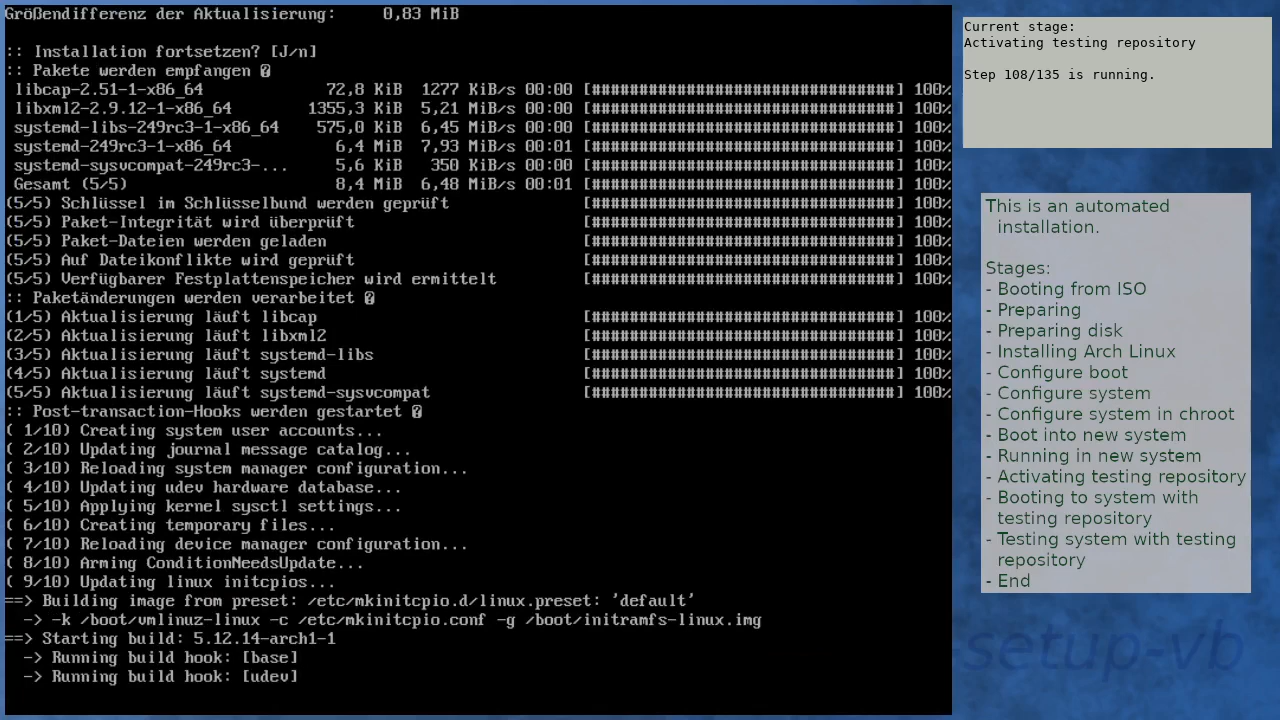 Größendifferenz der Aktualisierung:     0,83 MiB
:: Installation fortsetzen? [J/n]
:: Pakete werden empfangen �
 libcap-2.51-1-x86_64             72,8 KiB  1277 KiB/s 00:00 [################################] 100%
 libxml2-2.9.12-1-x86_64        1355,3 KiB  5,21 MiB/s 00:00 [################################] 100%
 systemd-libs-249rc3-1-x86_64    575,0 KiB  6,45 MiB/s 00:00 [################################] 100%
 systemd-249rc3-1-x86_64           6,4 MiB  7,93 MiB/s 00:01 [################################] 100%
 systemd-sysvcompat-249rc3-...     5,6 KiB   350 KiB/s 00:00 [################################] 100%
 Gesamt (5/5)                      8,4 MiB  6,48 MiB/s 00:01 [################################] 100%
(5/5) Schlüssel im Schlüsselbund werden geprüft              [################################] 100%
(5/5) Paket-Integrität wird überprüft                        [################################] 100%
(5/5) Paket-Dateien werden geladen                           [################################] 100%
(5/5) Auf Dateikonflikte wird geprüft                        [################################] 100%
(5/5) Verfügbarer Festplattenspeicher wird ermittelt         [################################] 100%
:: Paketänderungen werden verarbeitet �
(1/5) Aktualisierung läuft libcap                            [################################] 100%
(2/5) Aktualisierung läuft libxml2                           [################################] 100%
(3/5) Aktualisierung läuft systemd-libs                      [################################] 100%
(4/5) Aktualisierung läuft systemd                           [################################] 100%
(5/5) Aktualisierung läuft systemd-sysvcompat                [################################] 100%
:: Post-transaction-Hooks werden gestartet �
( 1/10) Creating system user accounts...
( 2/10) Updating journal message catalog...
( 3/10) Reloading system manager configuration...
( 4/10) Updating udev hardware database...
( 5/10) Applying kernel sysctl settings...
( 6/10) Creating temporary files...
( 7/10) Reloading device manager configuration...
( 8/10) Arming ConditionNeedsUpdate...
( 9/10) Updating linux initcpios...
==> Building image from preset: /etc/mkinitcpio.d/linux.preset: 'default'
  -> -k /boot/vmlinuz-linux -c /etc/mkinitcpio.conf -g /boot/initramfs-linux.img
==> Starting build: 5.12.14-arch1-1
  -> Running build hook: [base]
  -> Running build hook: [udev]
Current stage:
Activating testing repository
Step 108/135 is running.
This is an automated
installation.
Stages:
- Booting from ISO
- Preparing
- Preparing disk
- Installing Arch Linux
- Configure boot
- Configure system
- Configure system in chroot
- Boot into new system
- Running in new system
- Activating testing repository
- Booting to system with
testing repository
- Testing system with testing
repository
- End
-setup-vb